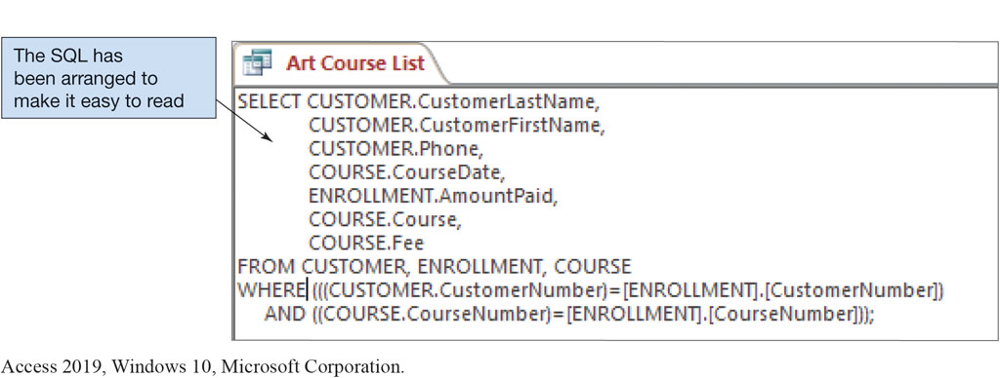 The SQL has
been arranged to
make it easy to read
Art Course List
SELECT CUSTOMER.CustomerLastName,
CUSTOMER.CustomerFirstName,
CUSTOMER.Phone,
COURSE.CourseDate,
ENROLLMENT.AmountPaid,
COURSE.Course,
COURSE.Fee
FROM CUSTOMER, ENROLLMENT, COURSE
WHERE (((CUSTOMER.CustomerNumber)=[ENROLLMENT].[CustomerNumber])
AND ((COURSE.CourseNumber)=[ENROLLMENT].[CourseNumber]));
Access 2019, Windows 10, Microsoft Corporation.